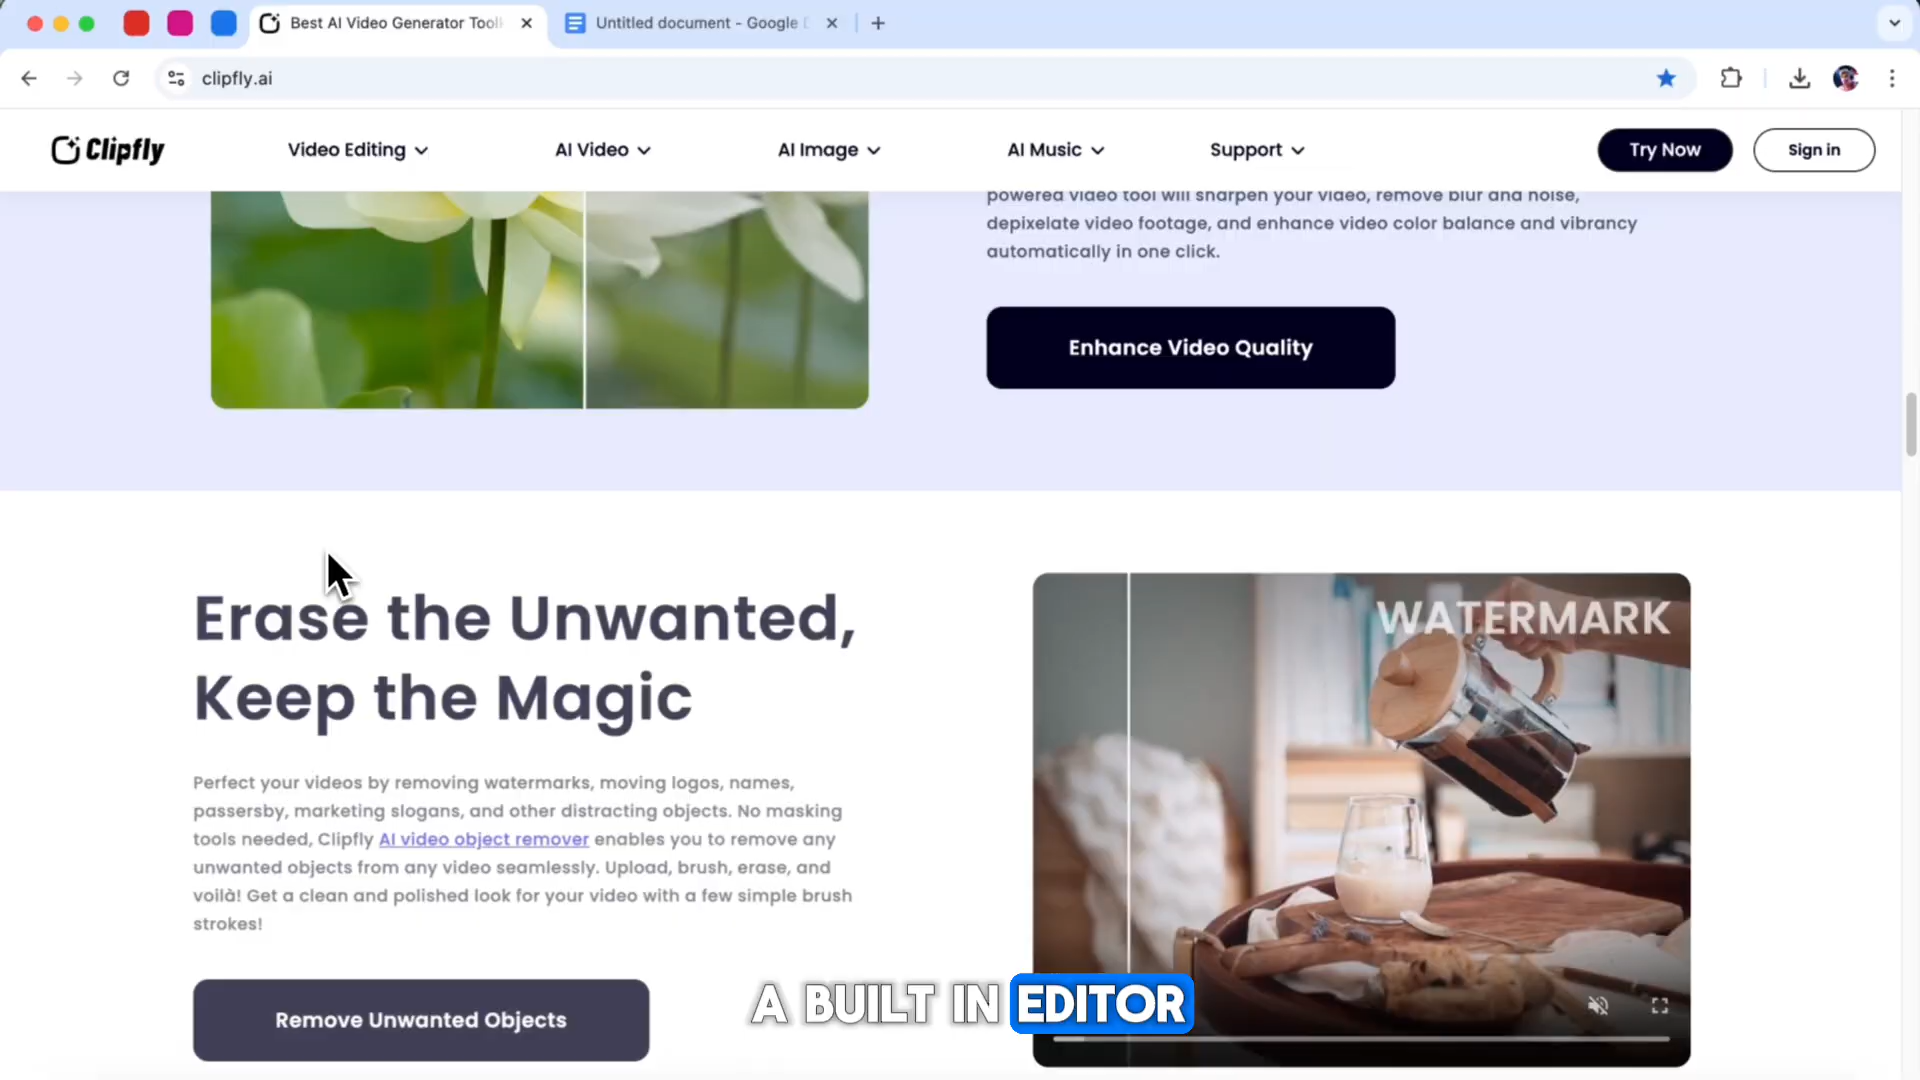 Best AI Video Generator Toolk
Untitled document - Google D
clipfly.ai
Clipfly
Video Editing
AI Video
AI Image
AI Music
Support
Try Now
Sign in
powered video tool will sharpen your video, remove blur and noise,
depixelate video footage, and enhance video color balance and vibrancy
automatically in one click.
Enhance Video Quality
Erase the Unwanted,
Keep the Magic
Perfect your videos by removing watermarks, moving logos, names,
passersby, marketing slogans, and other distracting objects. No masking
tools needed, Clipfly AI video object remover enables you to remove any
unwanted objects from any video seamlessly. Upload, brush, erase, and
voilà! Get a clean and polished look for your video with a few simple brush
strokes!
Remove Unwanted Objects
WATERMARK
A BUILT IN EDITOR